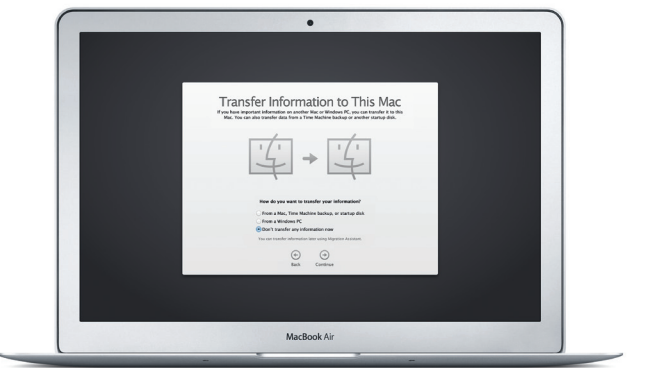 Transfer Information to This Mac
If you have important information on another Mac or Windows PC, you can transfer it to this
Mac. You can also transfer data from a Time Machine backup or another startup disk.
How do you want to transfer your information?
From a Mac, Time Machine backup, or startup disk
From a Windows PC
Don't transfer any information now
You can transfer information later using Migration Assistant.
Back
Continue
MacBook Air